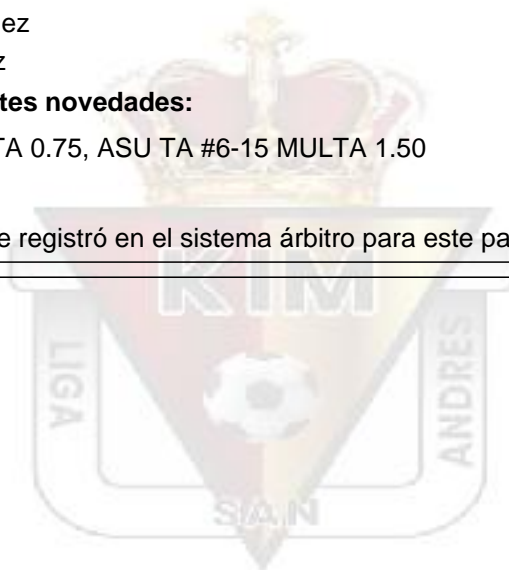 ez
z
tes novedades:
TA 0.75, ASU TA #6-15 MULTA 1.50
e registró en el sistema árbitro para este pa
KIM
LIGA
ANDRES
SAN